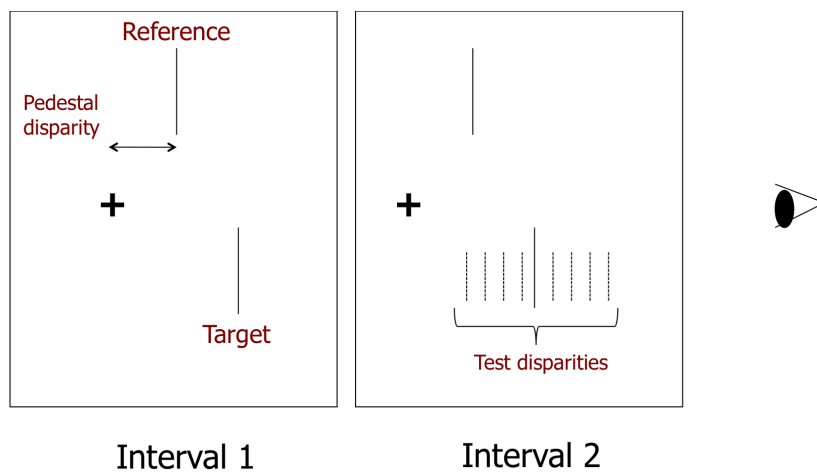 Reference
Pedestal
disparity
Target
Test disparities
Interval 1
Interval 2